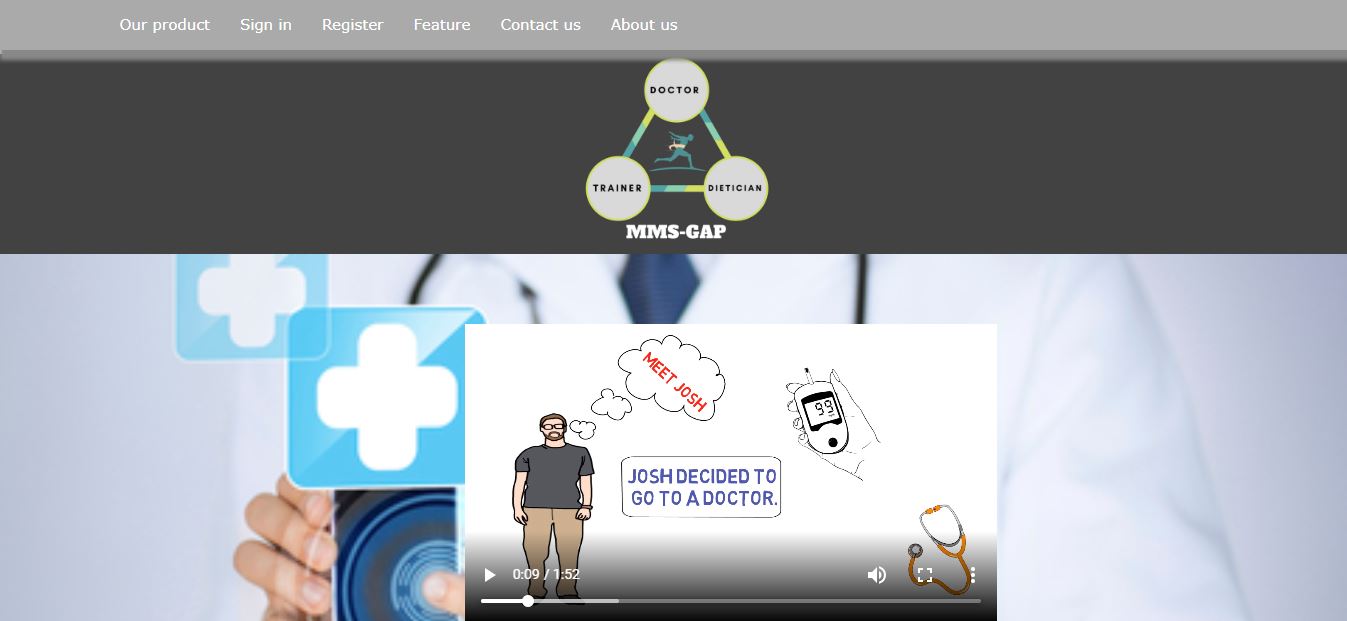 Our product Sign in Register Feature Contact us About us
DOCTOR
TRAINER DIETICIAN
MMS-GAP
MEET JOSH
99
JOSH DECIDED TO
GO TO A DOCTOR.
0:09 / 1:52